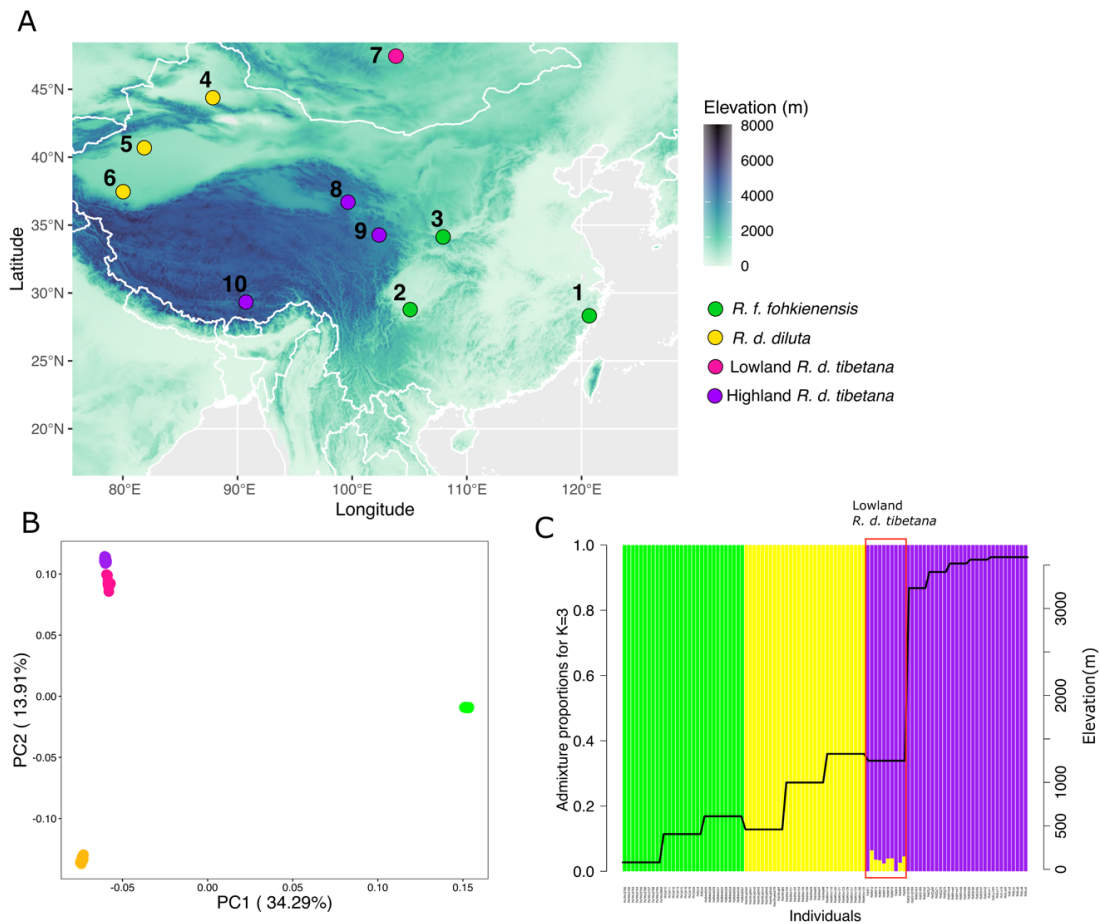 A
45°N
40°N
35°N
30°N
25°N
20°N
Latitude
80°E
90°E
100°E
110°E
120°E
Longitude
7
4
5
6
8
9
3
10
2
1
Elevation (m)
8000
6000
4000
2000
0
R. f. fohkienensis
R. d. diluta
Lowland R. d. tibetana
Highland R. d. tibetana
B
0.10
0.05
0.00
-0.05
-0.10
PC2 ( 13.91%)
-0.05
0.00
0.05
0.10
0.15
PC1 ( 34.29%)
C
Lowland
R. d. tibetana
1.0
0.8
0.6
0.4
0.2
0.0
Admixture proportions for K=3
3000
2000
1000
500
0
Elevation(m)
Individuals